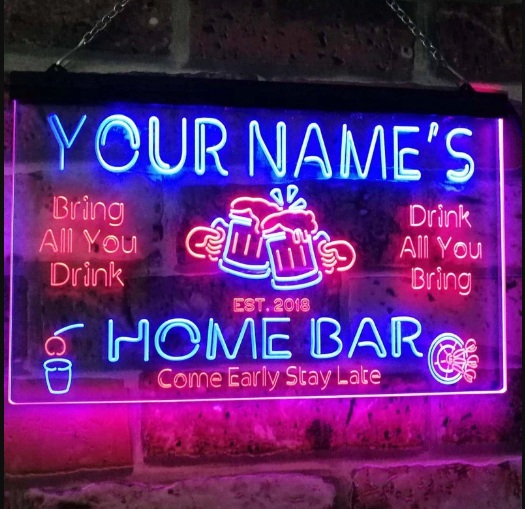 YOUR NAME'S
Bring
All You
Drink
Drink
All You
Bring
EST. 2018
HOME BAR
Come Early Stay Late